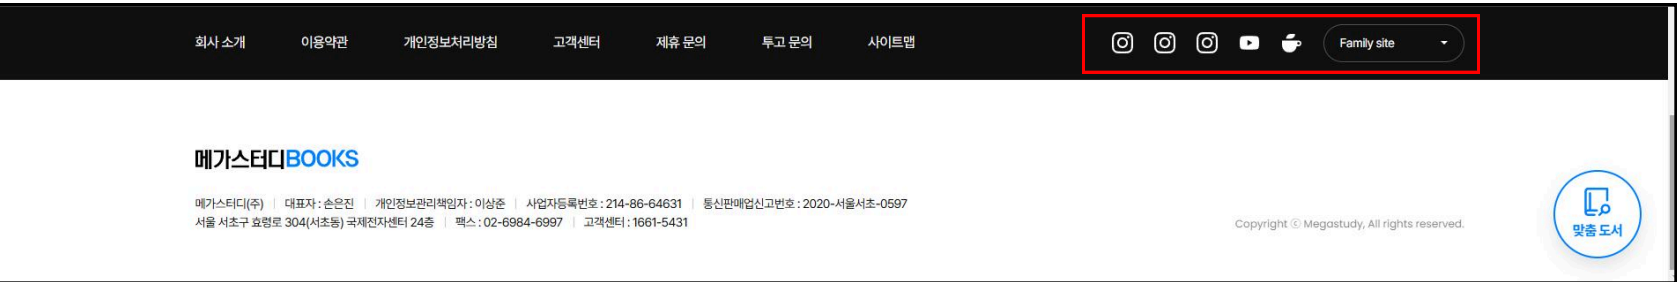 회사 소개 이용약관 개인정보처리방침 고객센터 제휴 문의 투고 문의 사이트맵 Family site
메가스터디BOOKS
메가스터디(주) | 대표자 : 손은진 | 개인정보관리책임자 : 이상준 | 사업자등록번호 : 214-86-64631 | 통신판매업신고번호 : 2020-서울서초-0597
서울 서초구 효령로 304(서초동) 국제전자센터 24층 | 팩스 : 02-6984-6997 | 고객센터 : 1661-5431
Copyright ⓒ Megastudy, All rights reserved.
맞춤 도서